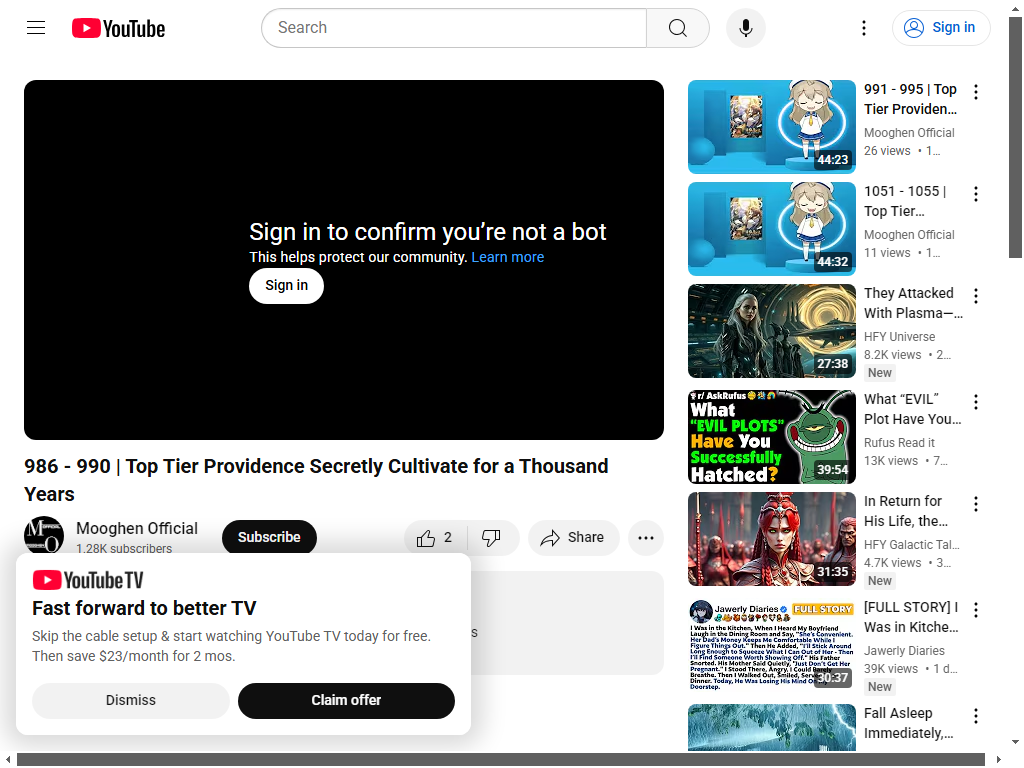 YouTube
Search
Sign in
Sign in to confirm you’re not a bot
This helps protect our community. Learn more
Sign in
986 - 990 | Top Tier Providence Secretly Cultivate for a Thousand
Years
Mooghen Official
1.28K subscribers
Subscribe
2
Share
s
YouTube TV
Fast forward to better TV
Skip the cable setup & start watching YouTube TV today for free.
Then save $23/month for 2 mos.
Dismiss
Claim offer
44:23
991 - 995 | Top
Tier Providen…
Mooghen Official
26 views • 1…
44:32
1051 - 1055 |
Top Tier…
Mooghen Official
11 views • 1…
27:38
They Attacked
With Plasma—…
HFY Universe
8.2K views • 2…
New
r/ AskRufus
What
"EVIL PLOTS"
Have You
Successfully
Hatched?
39:54
What “EVIL”
Plot Have You…
Rufus Read it
13K views • 7…
31:35
In Return for
His Life, the…
HFY Galactic Tal…
4.7K views • 3…
New
Jawerly Diaries
FULL STORY
I Was in the Kitchen, When I Heard My Boyfriend
Laugh in the Dining Room and Say, "She's Convenient.
Her Dad's Money Keeps Me Comfortable While I
Figure Things Out." Then He Added, "I'll Stick Around
Long Enough to Squeeze What I Can Out of Her - Then
I'll Find Someone Worth Showing Off." His Father
Snorted. His Mother Said Quietly, "Just Don't Get Her
Pregnant." I Stood There, Angry, I Could Barely
Breathe. Then I Walked Out, Smiled,
Dinner. Today, He Was Losing His Mind
Doorstep.
30:37
[FULL STORY] I
Was in Kitche…
Jawerly Diaries
39K views • 1 d…
New
Fall Asleep
Immediately,…